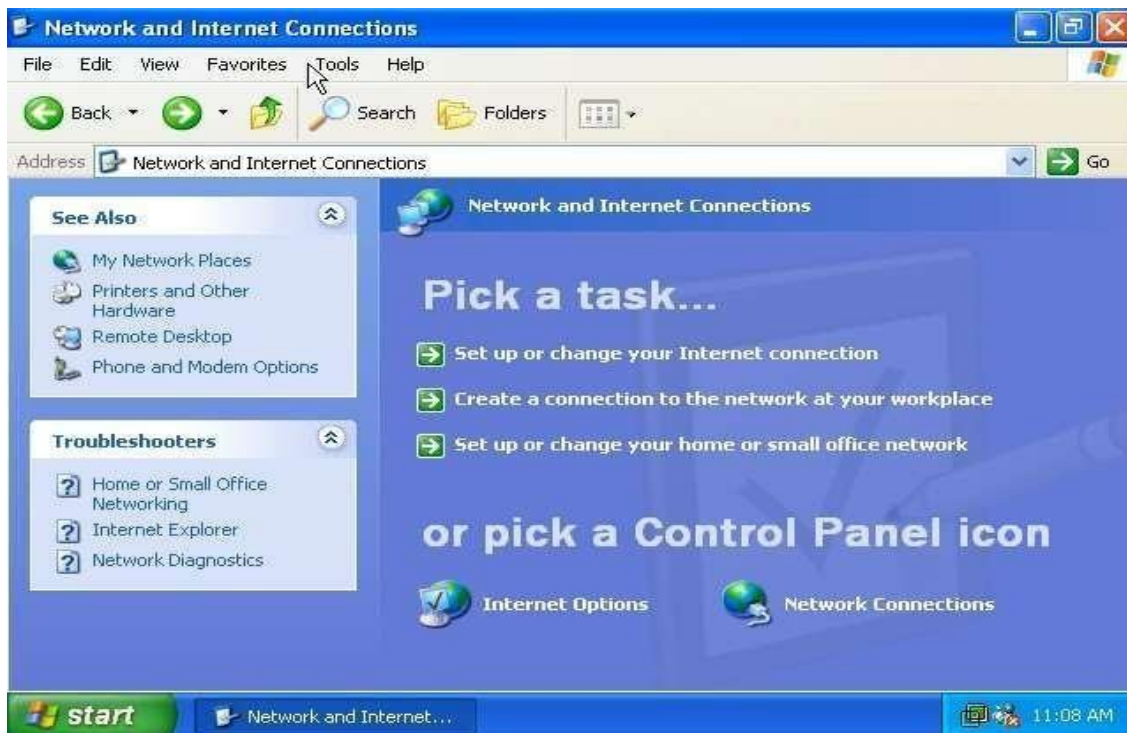 Network and Internet Connections
File Edit View Favorites Tools Help
Back Search Folders
Address Network and Internet Connections Go
See Also
My Network Places
Printers and Other
Hardware
Remote Desktop
Phone and Modem Options
Troubleshooters
Home or Small Office
Networking
Internet Explorer
Network Diagnostics
Network and Internet Connections
Pick a task...
Set up or change your Internet connection
Create a connection to the network at your workplace
Set up or change your home or small office network
or pick a Control Panel icon
Internet Options Network Connections
start Network and Internet... 11:08 AM